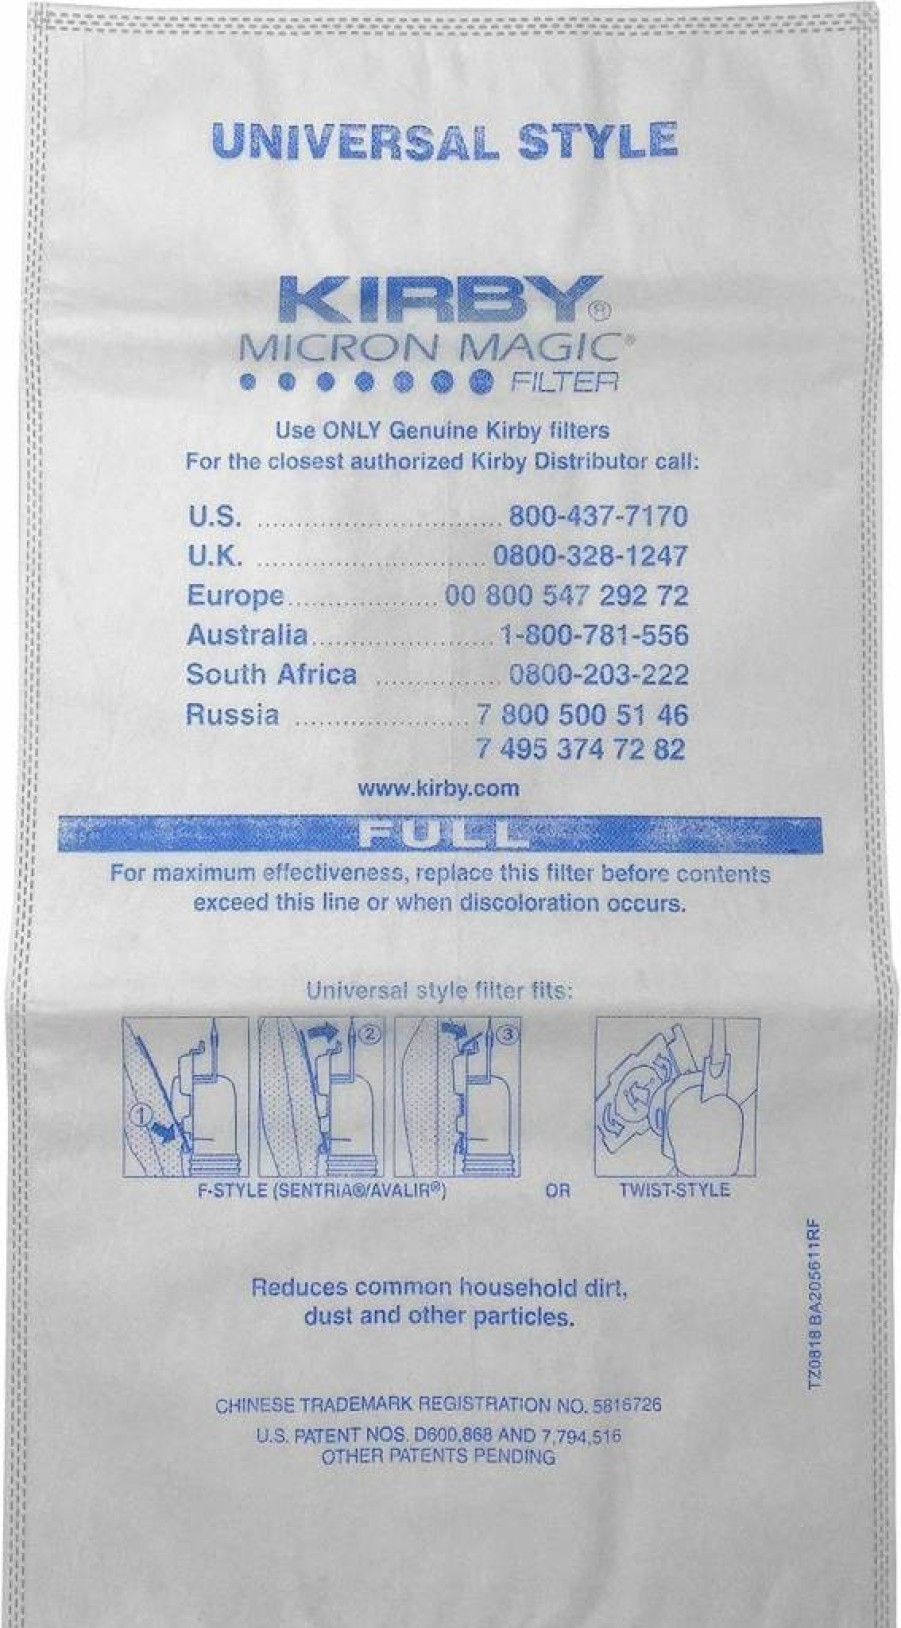 UNIVERSAL STYLE
KIRBY®
MICRON MAGIC®
FILTER
Use ONLY Genuine Kirby filters
For the closest authorized Kirby Distributor call:
U.S. ................................ 800-437-7170
U.K. ................................ 0800-328-1247
Europe................... 00 800 547 292 72
Australia........................ 1-800-781-556
South Africa ................ 0800-203-222
Russia ....................... 7 800 500 51 46
7 495 374 72 82
www.kirby.com
FULL
For maximum effectiveness, replace this filter before contents
exceed this line or when discoloration occurs.
Universal style filter fits:
1
2
3
F-STYLE (SENTRIA®/AVALIR®) OR TWIST-STYLE
Reduces common household dirt,
dust and other particles.
TZ0818 BA205611RF
CHINESE TRADEMARK REGISTRATION NO. 5816726
U.S. PATENT NOS. D600,868 AND 7,794,516
OTHER PATENTS PENDING